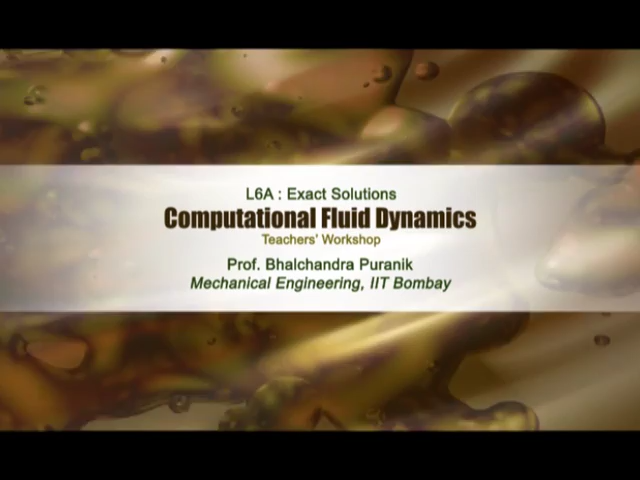 L6A : Exact Solutions
Computational Fluid Dynamics
Teachers' Workshop
Prof. Bhalchandra Puranik
Mechanical Engineering, IIT Bombay